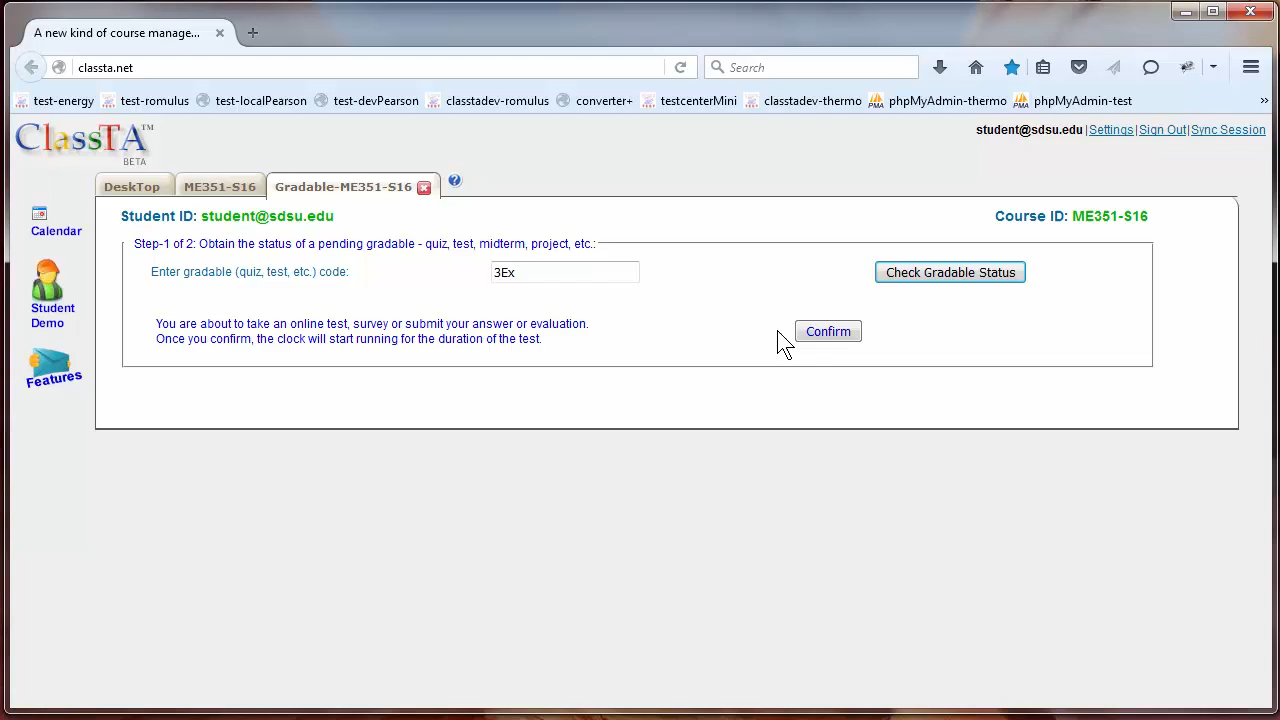 A new kind of course manage...
classta.net
Search
test-energy test-romulus test-localPearson test-devPearson classtadev-romulus converter+ testcenterMini classtadev-thermo phpMyAdmin-thermo phpMyAdmin-test »
ClassTA™
BETA
student@sdsu.edu | Settings | Sign Out | Sync Session
DeskTop ME351-S16 Gradable-ME351-S16
Calendar
Student
Demo
Features
Student ID: student@sdsu.edu Course ID: ME351-S16
Step-1 of 2: Obtain the status of a pending gradable - quiz, test, midterm, project, etc.:
Enter gradable (quiz, test, etc.) code: 3Ex Check Gradable Status
You are about to take an online test, survey or submit your answer or evaluation.
Once you confirm, the clock will start running for the duration of the test.
Confirm